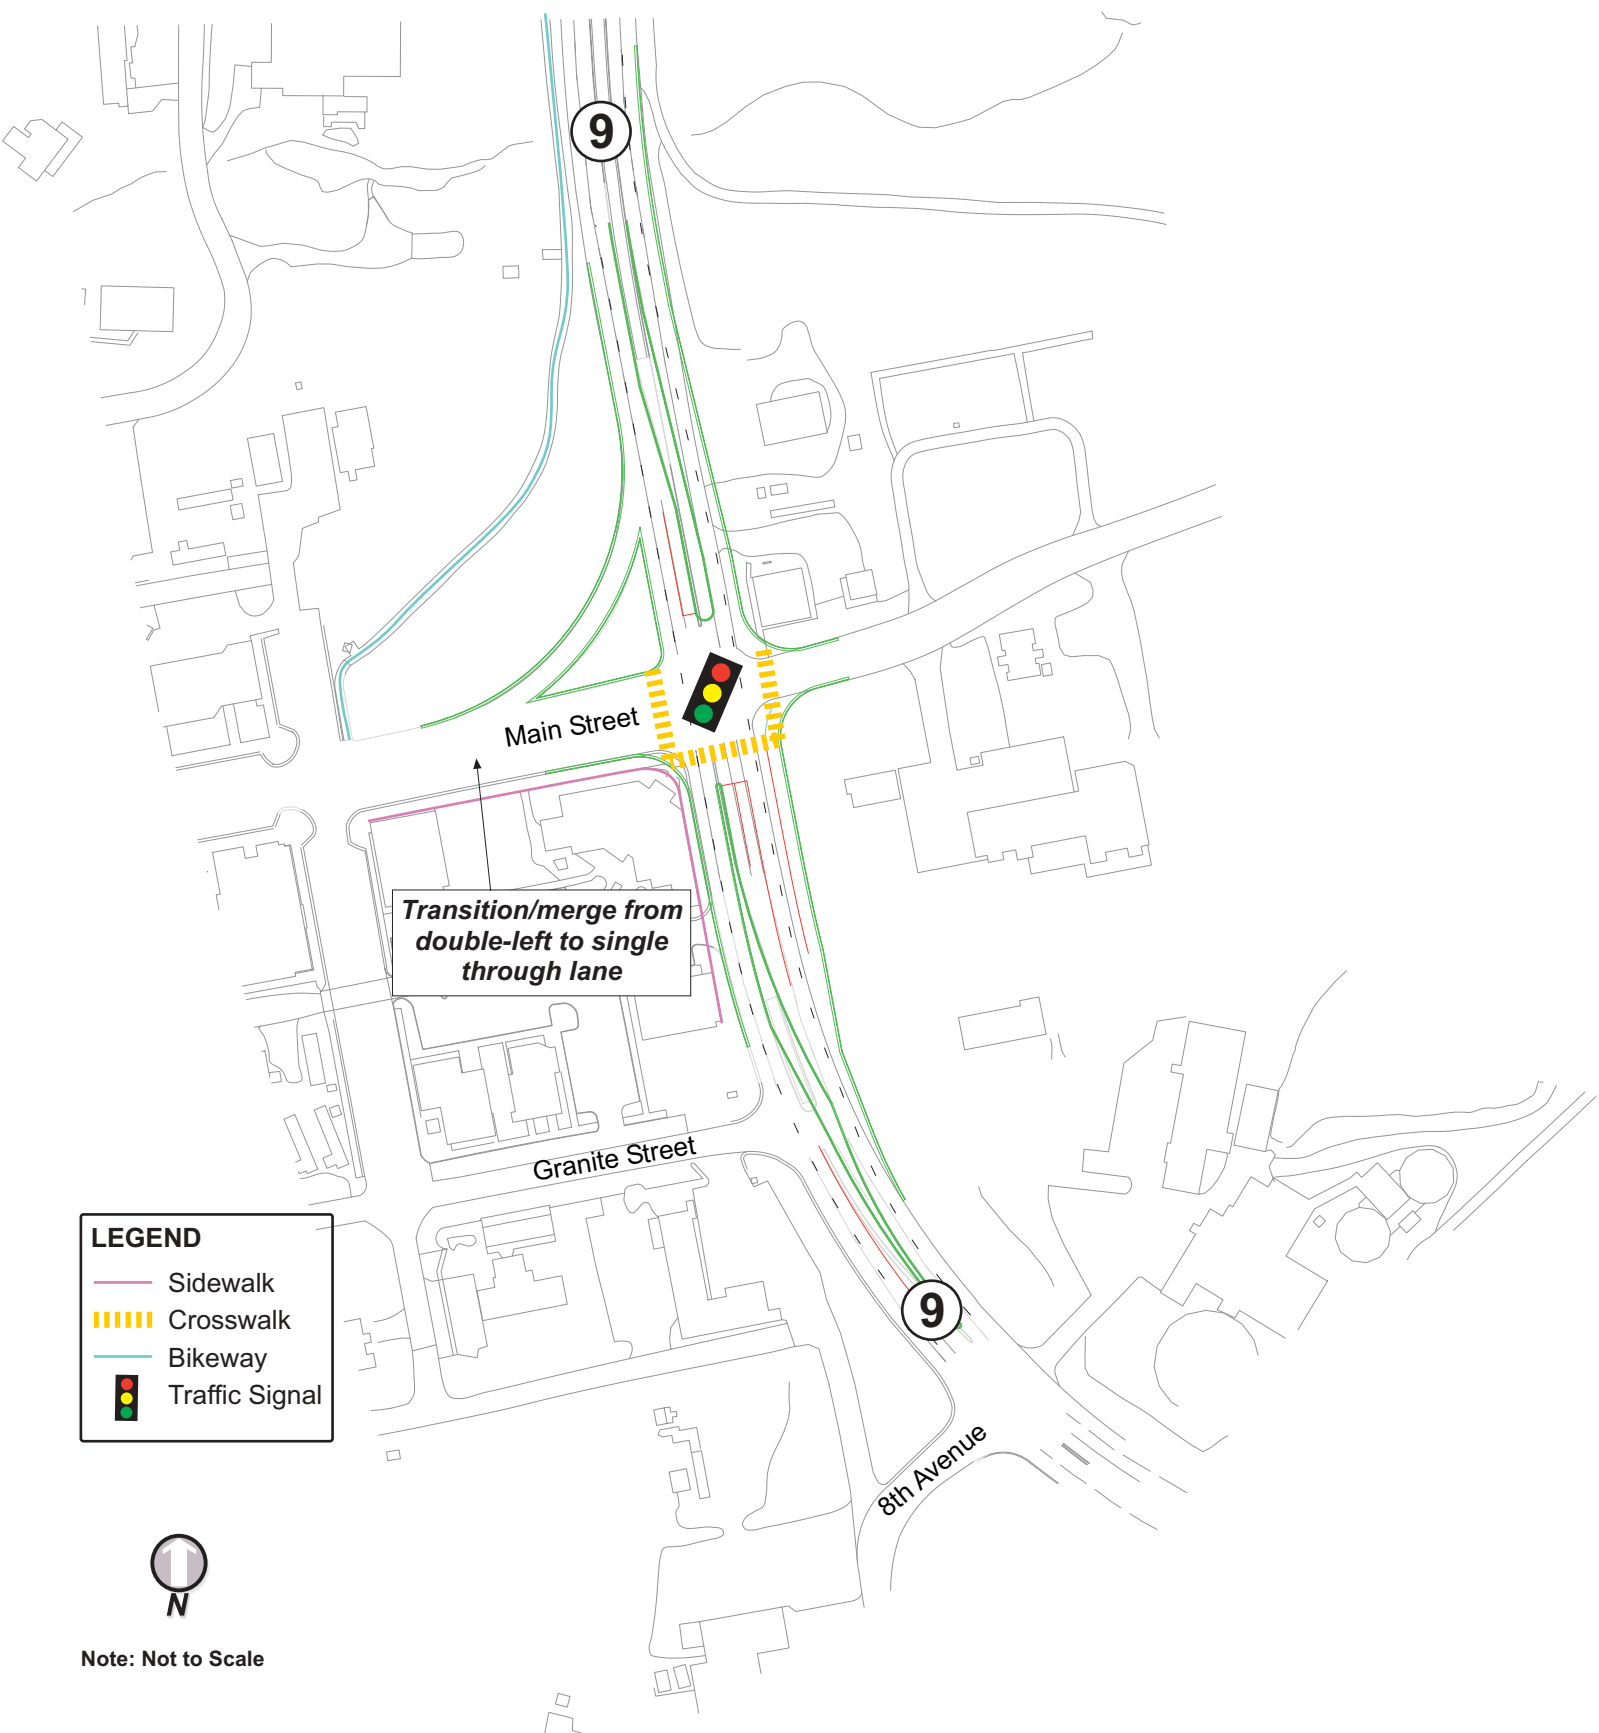 9
Main Street
Transition/merge from
double-left to single
through lane
Granite Street
LEGEND
Sidewalk
Crosswalk
Bikeway
Traffic Signal
9
8th Avenue
N
Note: Not to Scale